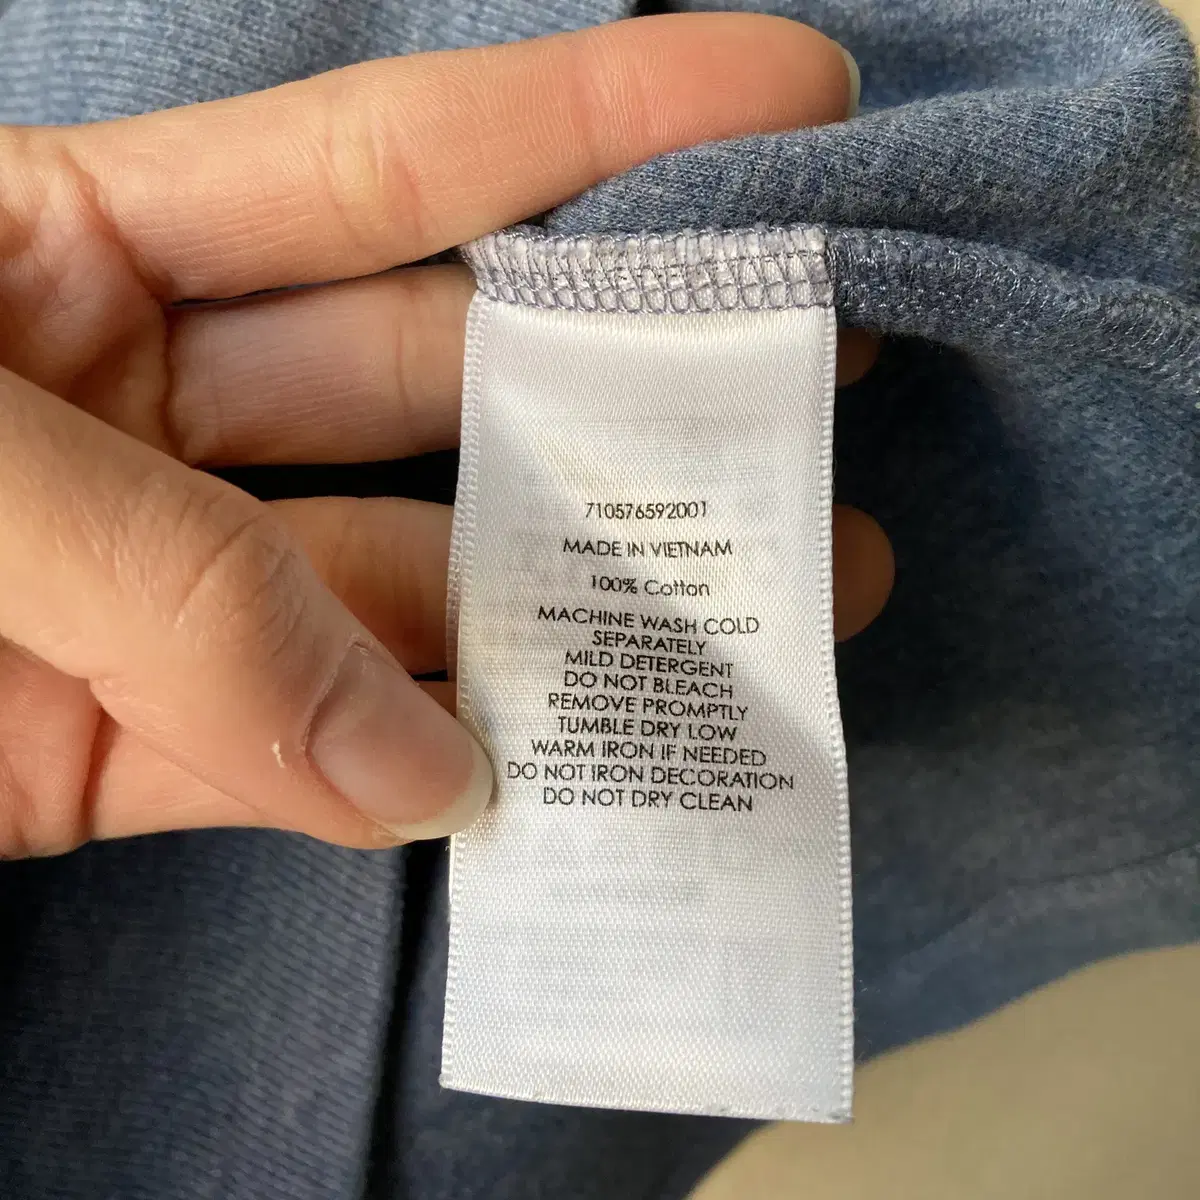 710576592001
MADE IN VIETNAM
100% Cotton
MACHINE WASH COLD
SEPARATELY
MILD DETERGENT
DO NOT BLEACH
REMOVE PROMPTLY
TUMBLE DRY LOW
WARM IRON IF NEEDED
DO NOT IRON DECORATION
DO NOT DRY CLEAN